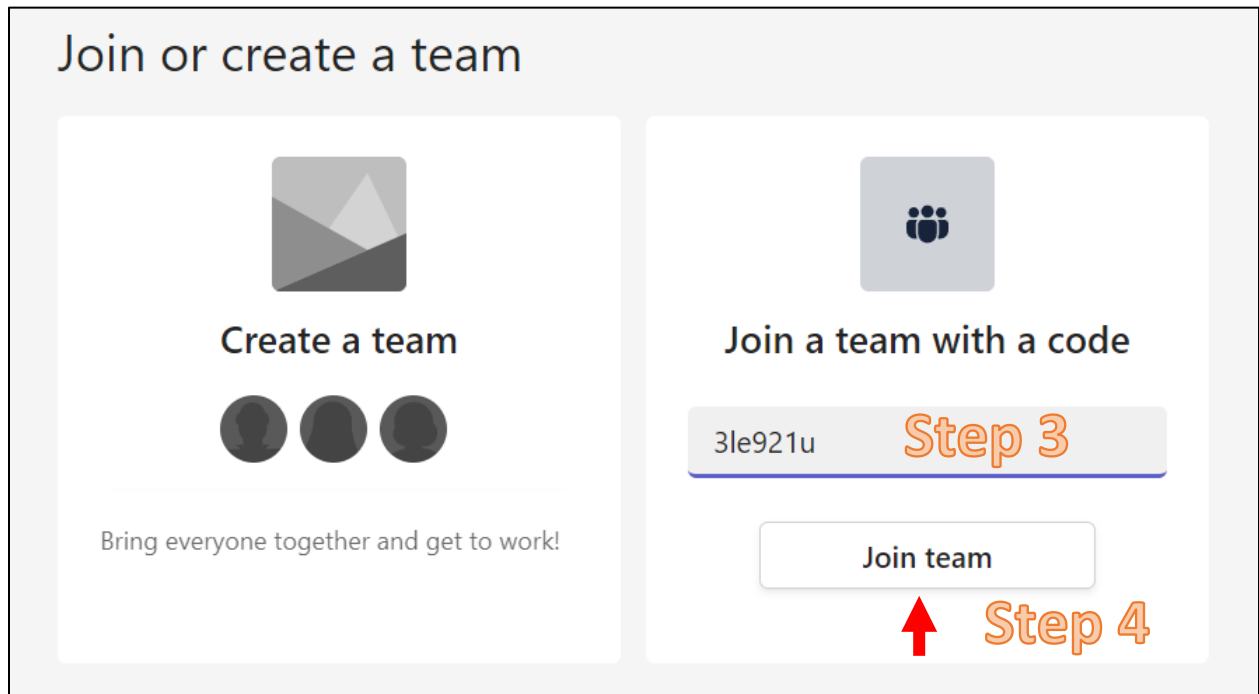 Join or create a team
Create a team
Bring everyone together and get to work!
Join a team with a code
3le921u
Step 3
Join team
Step 4